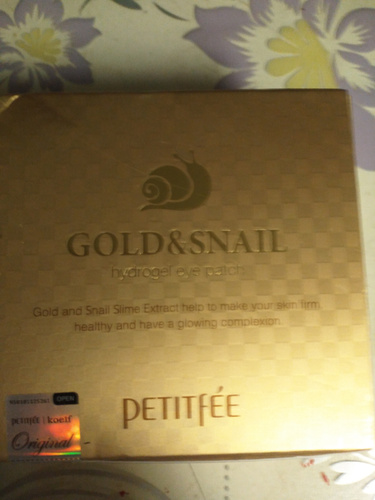 GOLD&SNAIL
hydrogel eye patch
Gold and Snail Slime Extract help to make your skin firm,
healthy and have a glowing complexion.
OPEN
petitfée | koelf
Original
PETITFÉE